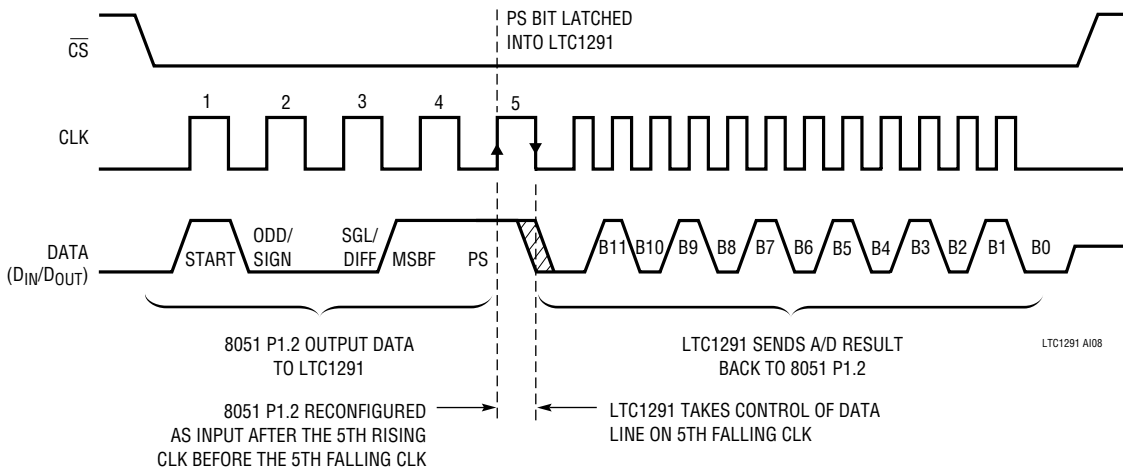 PS BIT LATCHED
INTO LTC1291
CS
1 2 3 4 5
CLK
DATA
(DIN/DOUT)
START
ODD/
SIGN
SGL/
DIFF
MSBF
PS
B11 B10 B9 B8 B7 B6 B5 B4 B3 B2 B1 B0
8051 P1.2 OUTPUT DATA
TO LTC1291
LTC1291 SENDS A/D RESULT
BACK TO 8051 P1.2
LTC1291 AI08
8051 P1.2 RECONFIGURED
AS INPUT AFTER THE 5TH RISING
CLK BEFORE THE 5TH FALLING CLK
LTC1291 TAKES CONTROL OF DATA
LINE ON 5TH FALLING CLK